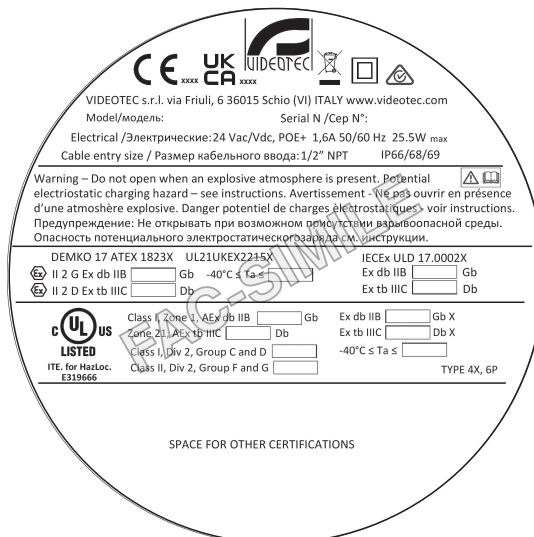 CE xxxx UK CA xxxx VIDEOTEC
VIDEOTEC s.r.l. via Friuli, 6 36015 Schio (VI) ITALY www.videotec.com
Model/модель: Serial N /Сер N°:
Electrical /Электрические: 24 Vac/Vdc, POE+ 1,6A 50/60 Hz 25.5W max
Cable entry size / Размер кабельного ввода: 1/2” NPT IP66/68/69
Warning – Do not open when an explosive atmosphere is present. Potential
electrostatic charging hazard – see instructions. Avertissement - Ne pas ouvrir en présence
d’une atmoshère explosive. Danger potentiel de charges èlectrostatiques - voir instructions.
Предупреждение: Не открывать при возможном присутствии взрывоопасной среды.
Опасность потенциального электростатического заряда см. инструкции.
DEMKO 17 ATEX 1823X UL21UKEX2215X IECEx ULD 17.0002X
Ex II 2 G Ex db IIB Gb -40°C ≤ Ta ≤ Ex db IIB Gb
Ex II 2 D Ex tb IIIC Db Ex tb IIIC Db
Class I, Zone 1, AEx db IIB Gb Ex db IIB Gb X
C UL US Zone 21, AEx tb IIIC Db Ex tb IIIC Db X
LISTED Class I, Div 2, Group C and D -40°C ≤ Ta ≤
ITE. for HazLoc. Class II, Div 2, Group F and G TYPE 4X, 6P
E319666
FAC-SIMILE
SPACE FOR OTHER CERTIFICATIONS